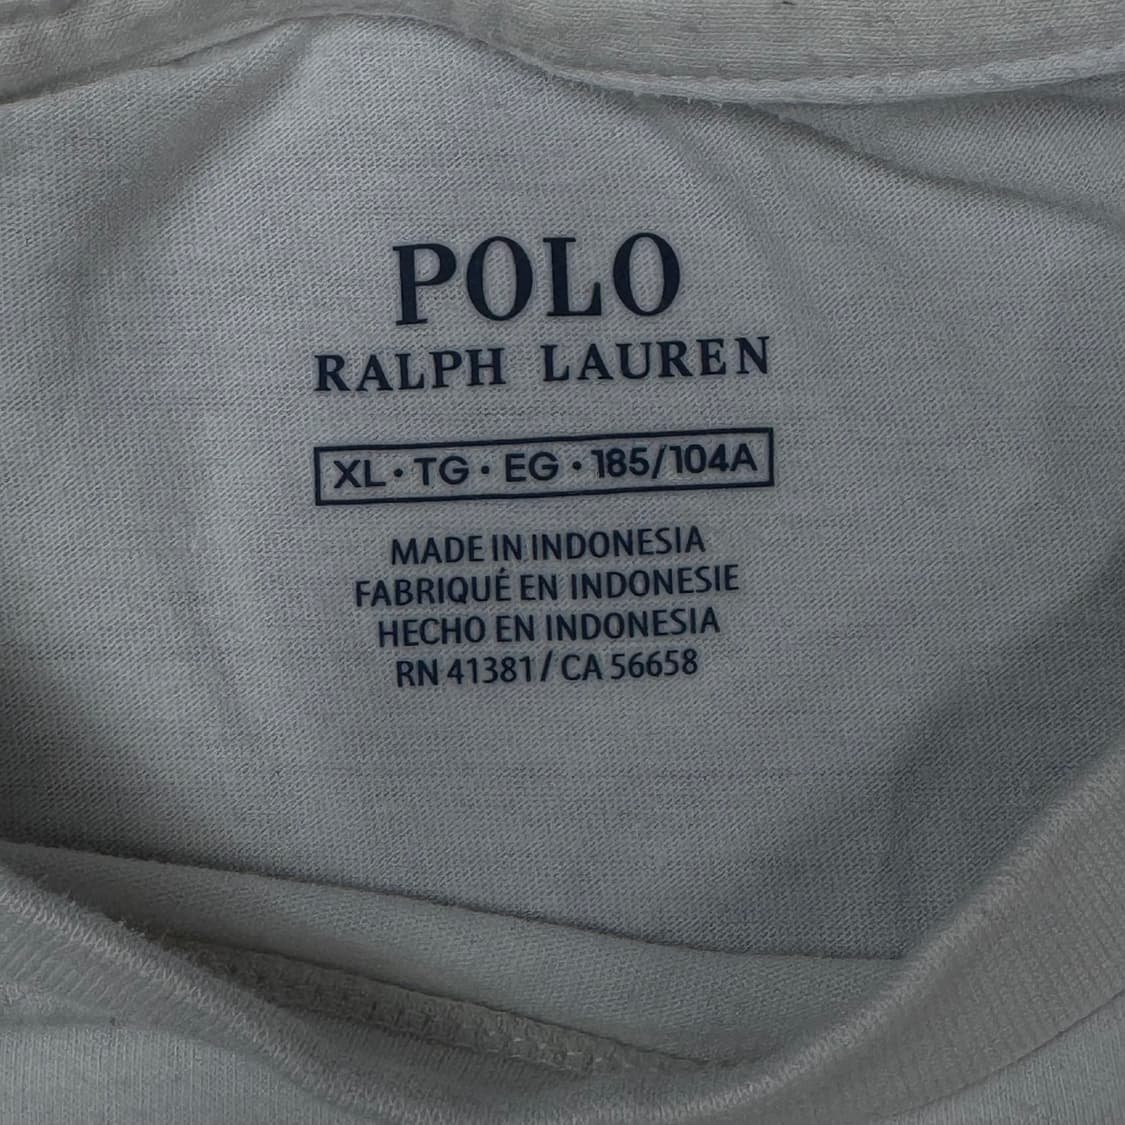 POLO
RALPH LAUREN
XL • TG • EG • 185/104A
MADE IN INDONESIA
FABRIQUÉ EN INDONESIE
HECHO EN INDONESIA
RN 41381 / CA 56658